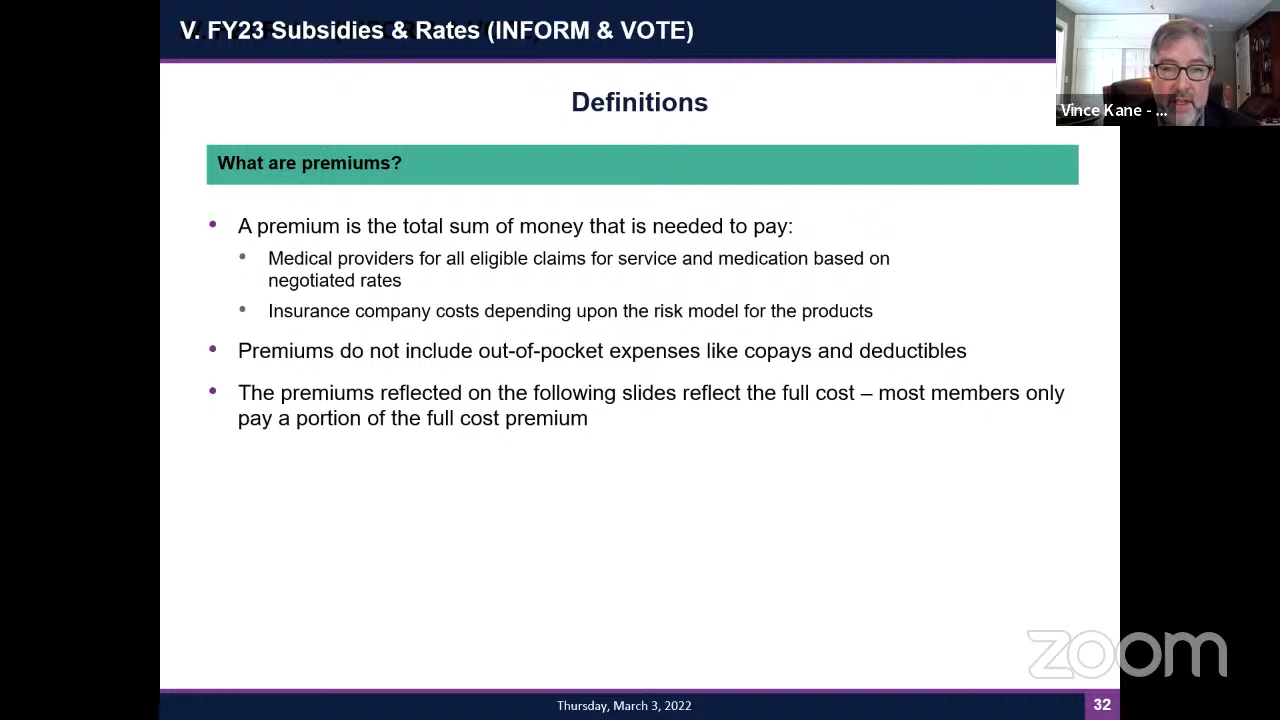 V. FY23 Subsidies & Rates (INFORM & VOTE)
Vince Kane - ...
Definitions
What are premiums?
• A premium is the total sum of money that is needed to pay:
• Medical providers for all eligible claims for service and medication based on
negotiated rates
• Insurance company costs depending upon the risk model for the products
• Premiums do not include out-of-pocket expenses like copays and deductibles
• The premiums reflected on the following slides reflect the full cost – most members only
pay a portion of the full cost premium
zoom
Thursday, March 3, 2022
32